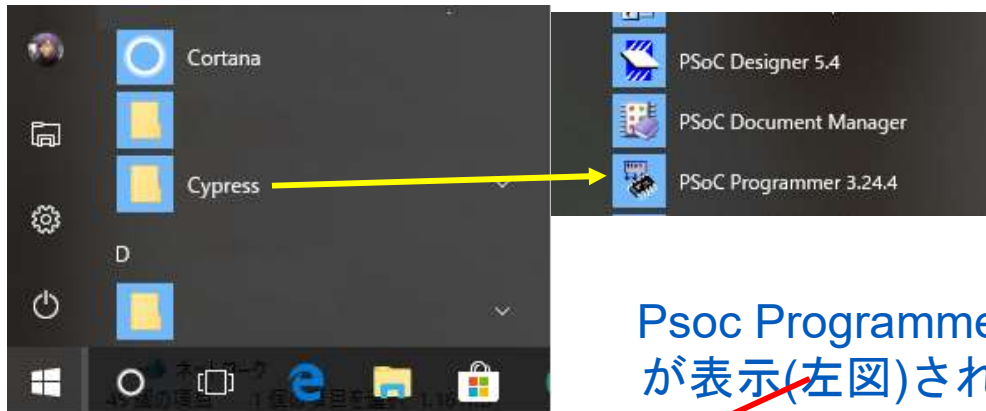 Cortana
Cypress
D
PSoC Designer 5.4
PSoC Document Manager
PSoC Programmer 3.24.4
Psoc Programme
が表示(左図)され